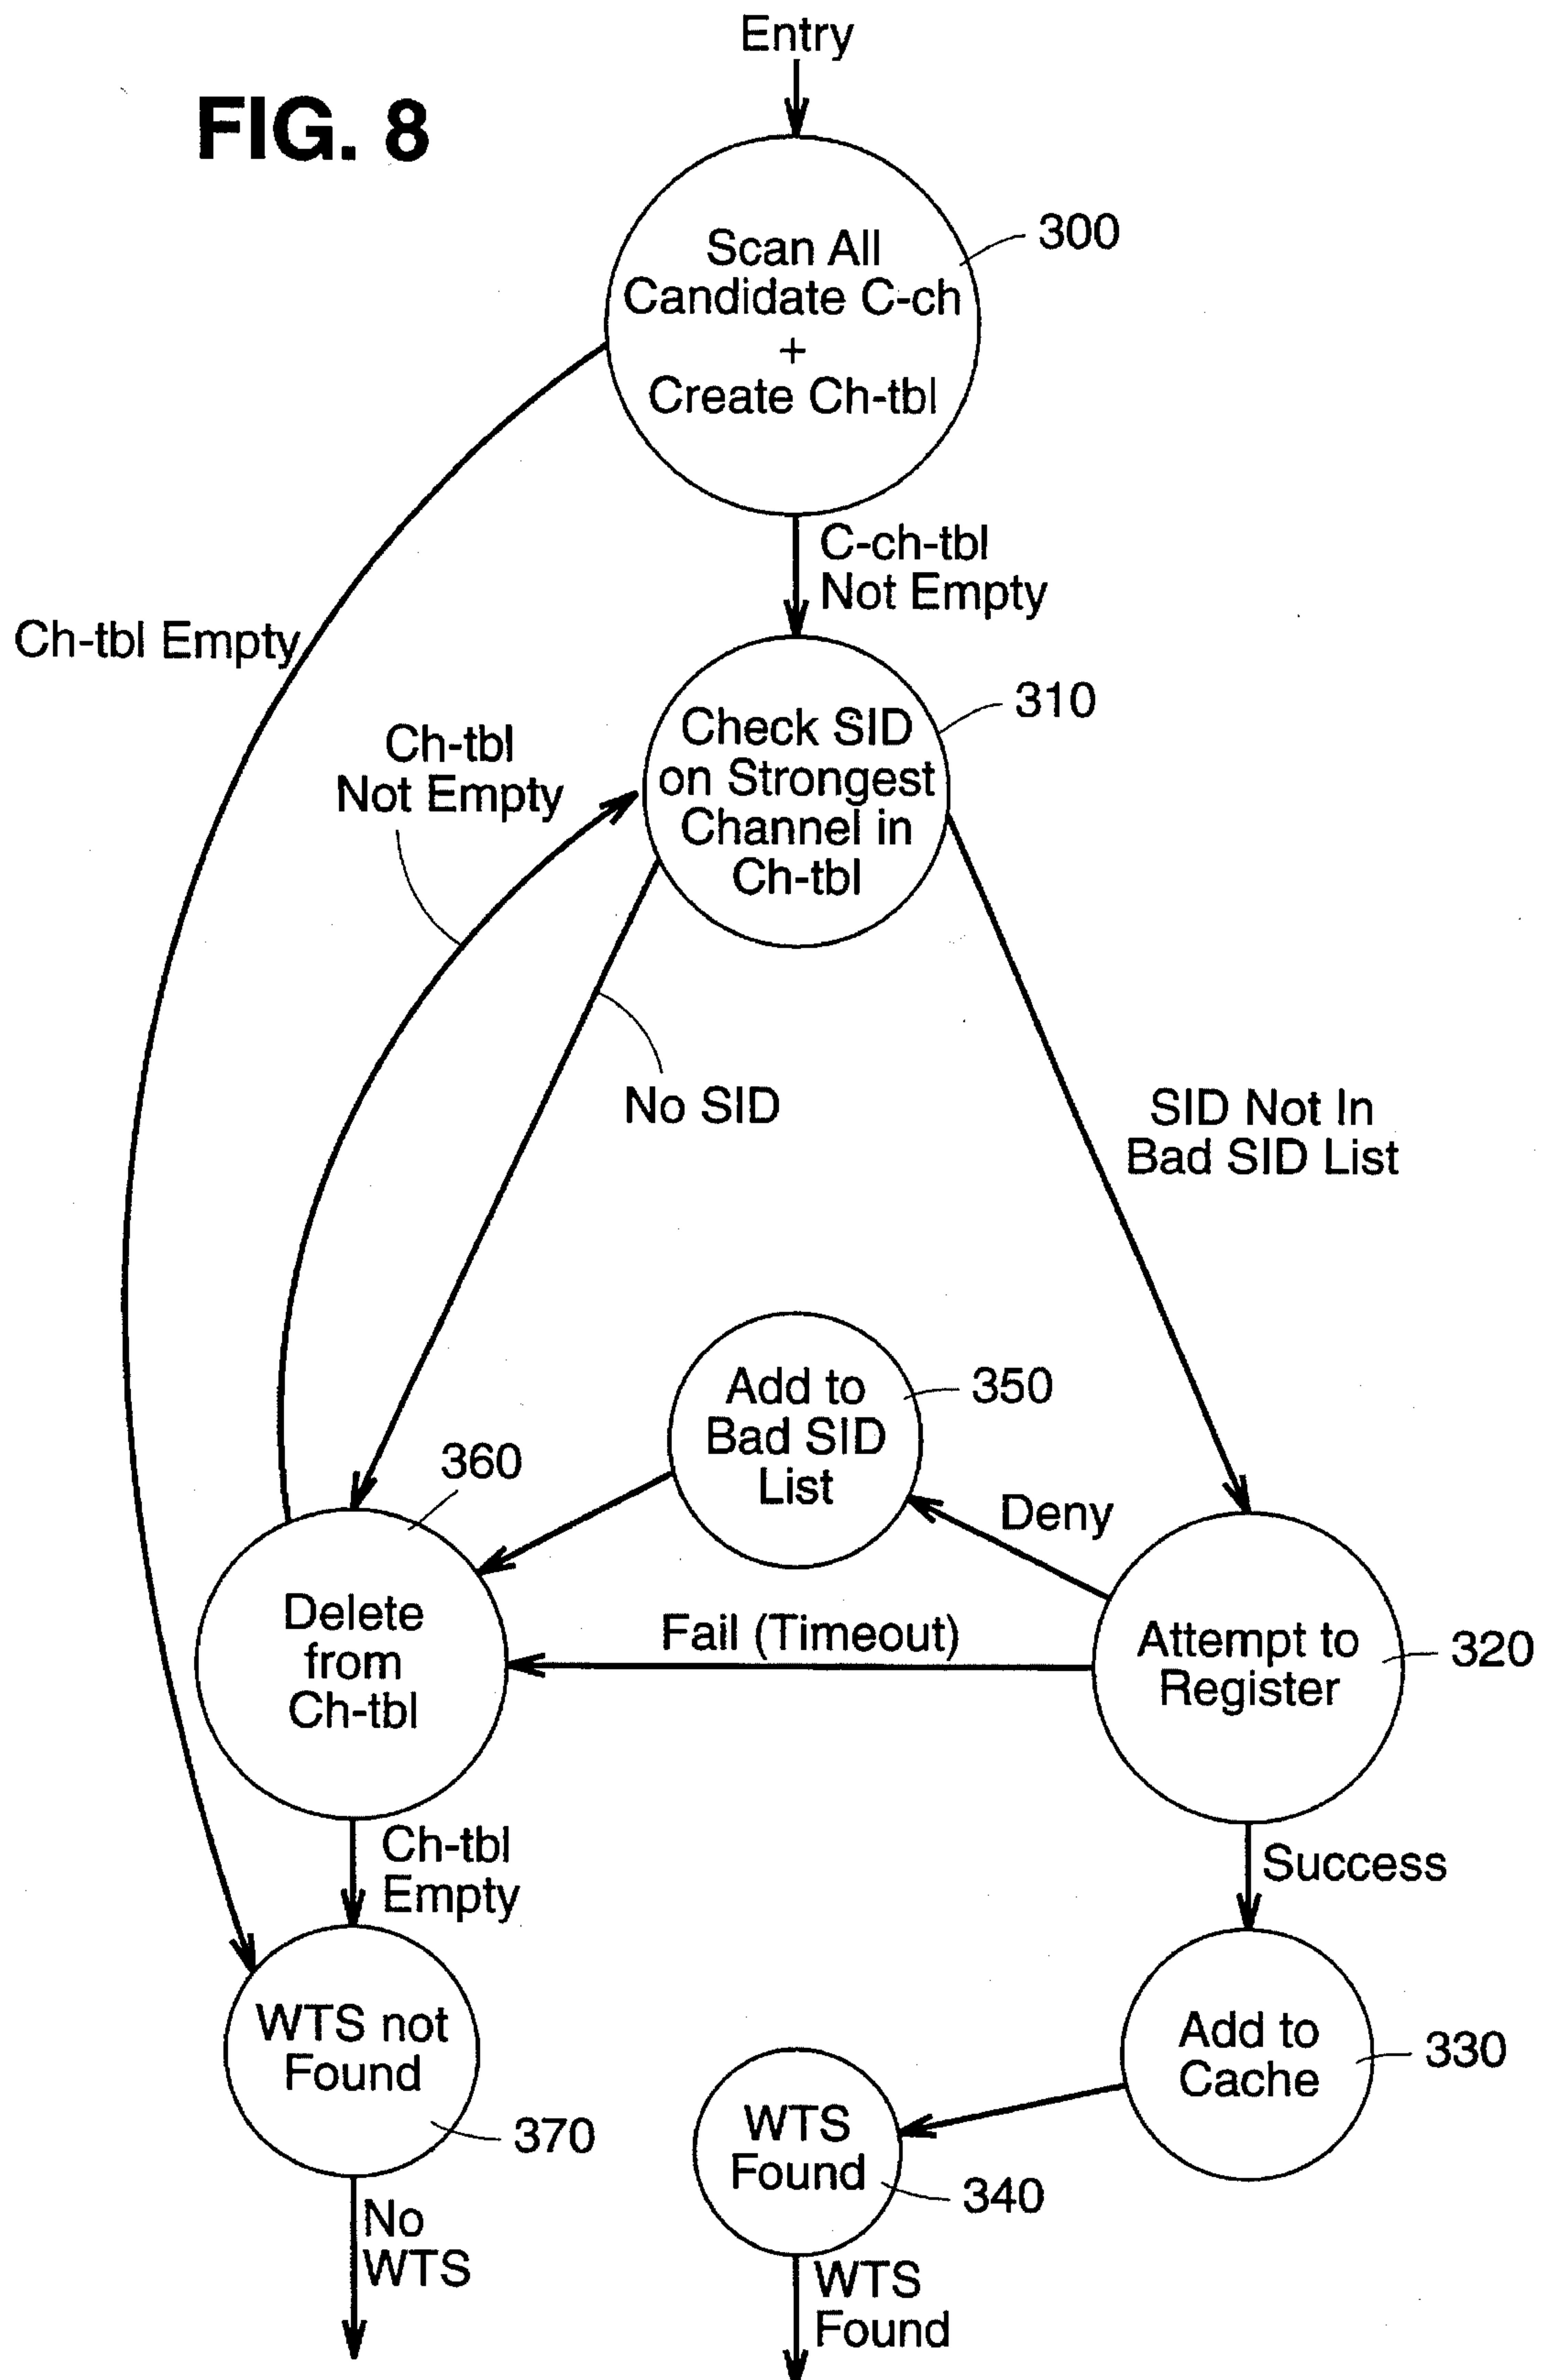 Entry
FIG. 8
300
Scan All
Candidate C-ch
+
Create Ch-tbl
C-ch-tbl
Not Empty
Ch-tbl Empty
310
Check SID
on Strongest
Channel in
Ch-tbl
Ch-tbl
Not Empty
No SID
SID Not In
Bad SID List
350
Add to
Bad SID
List
360
Deny
Delete
from
Ch-tbl
Fail (Timeout)
Attempt to
Register
320
Ch-tbl
Empty
Success
WTS not
Found
370
Add to
Cache
330
WTS
Found
340
No
WTS
WTS
Found